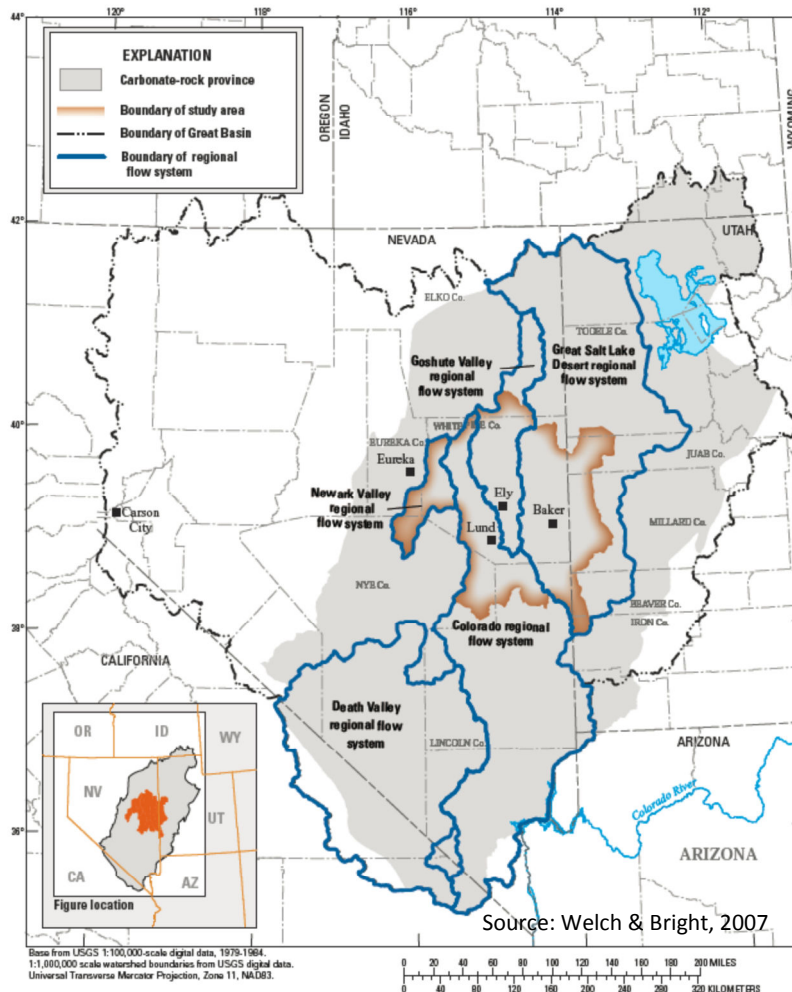 120°
118°
116°
114°
112°
44°
EXPLANATION
Carbonate-rock province
Boundary of study area
Boundary of Great Basin
Boundary of regional
flow system
OREGON
IDAHO
WYOMING
42°
NEVADA
UTAH
ELKO Co.
TOOELE Co.
Goshute Valley
regional
flow system
Great Salt Lake
Desert regional
flow system
40°
WHITE PINE Co.
EUREKA Co.
Eureka
JUAB Co.
Newark Valley
regional
flow system
Ely
Lund
Baker
Carson
City
MILLARD Co.
NYE Co.
BEAVER Co.
IRON Co.
38°
Colorado regional
flow system
CALIFORNIA
Death Valley
regional flow
system
LINCOLN Co.
ARIZONA
Colorado River
OR
ID
WY
NV
UT
CA
AZ
Figure location
26°
ARIZONA
Source: Welch & Bright, 2007
Base from USGS 1:100,000-scale digital data, 1979-1984.
1:1,000,000 scale watershed boundaries from USGS digital data.
Universal Transverse Mercator Projection, Zone 11, NAD83.
0 20 40 60 80 100 120 140 160 180 200 MILES
0 40 80 120 160 200 240 280 320 KILOMETERS